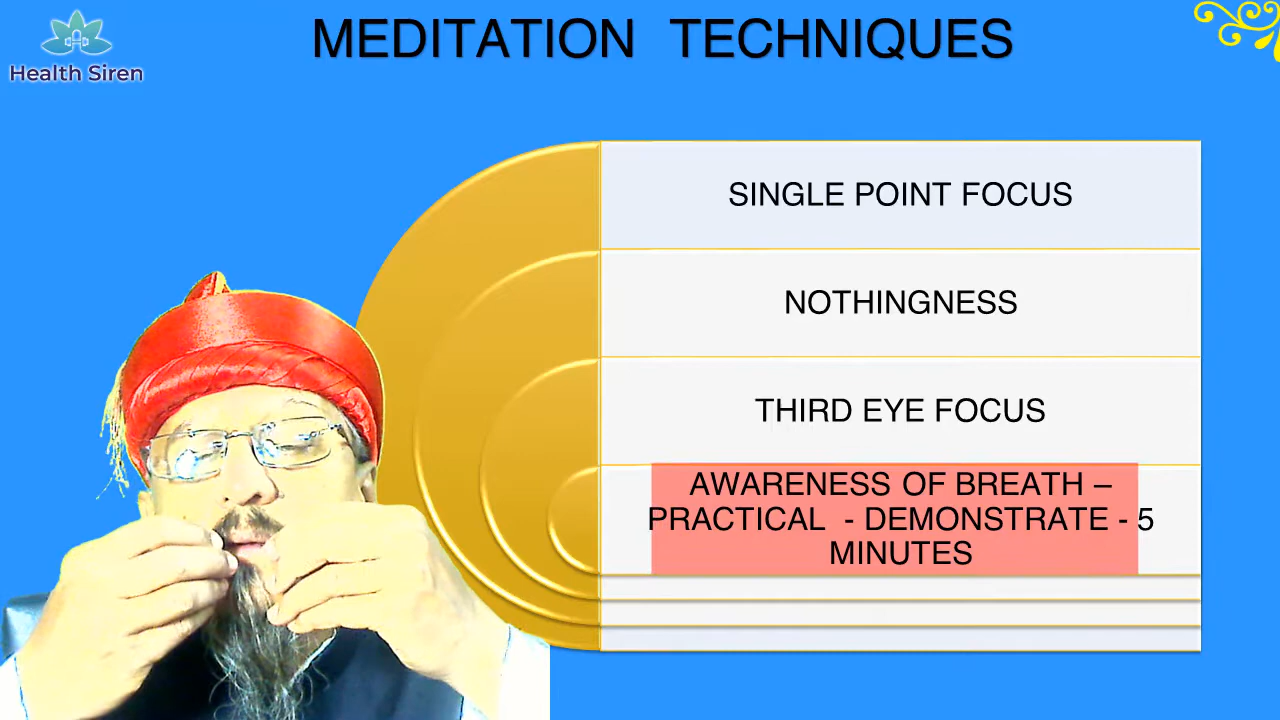 MEDITATION TECHNIQUES
Health Siren
SINGLE POINT FOCUS
NOTHINGNESS
THIRD EYE FOCUS
AWARENESS OF BREATH –
PRACTICAL - DEMONSTRATE - 5
MINUTES